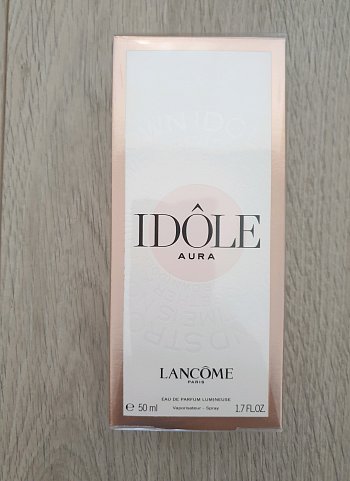 IDÔLE
AURA
LANCÔME
PARIS
EAU DE PARFUM LUMINEUSE
℮ 50 ml Vaporisateur - Spray 1.7 FL.OZ.